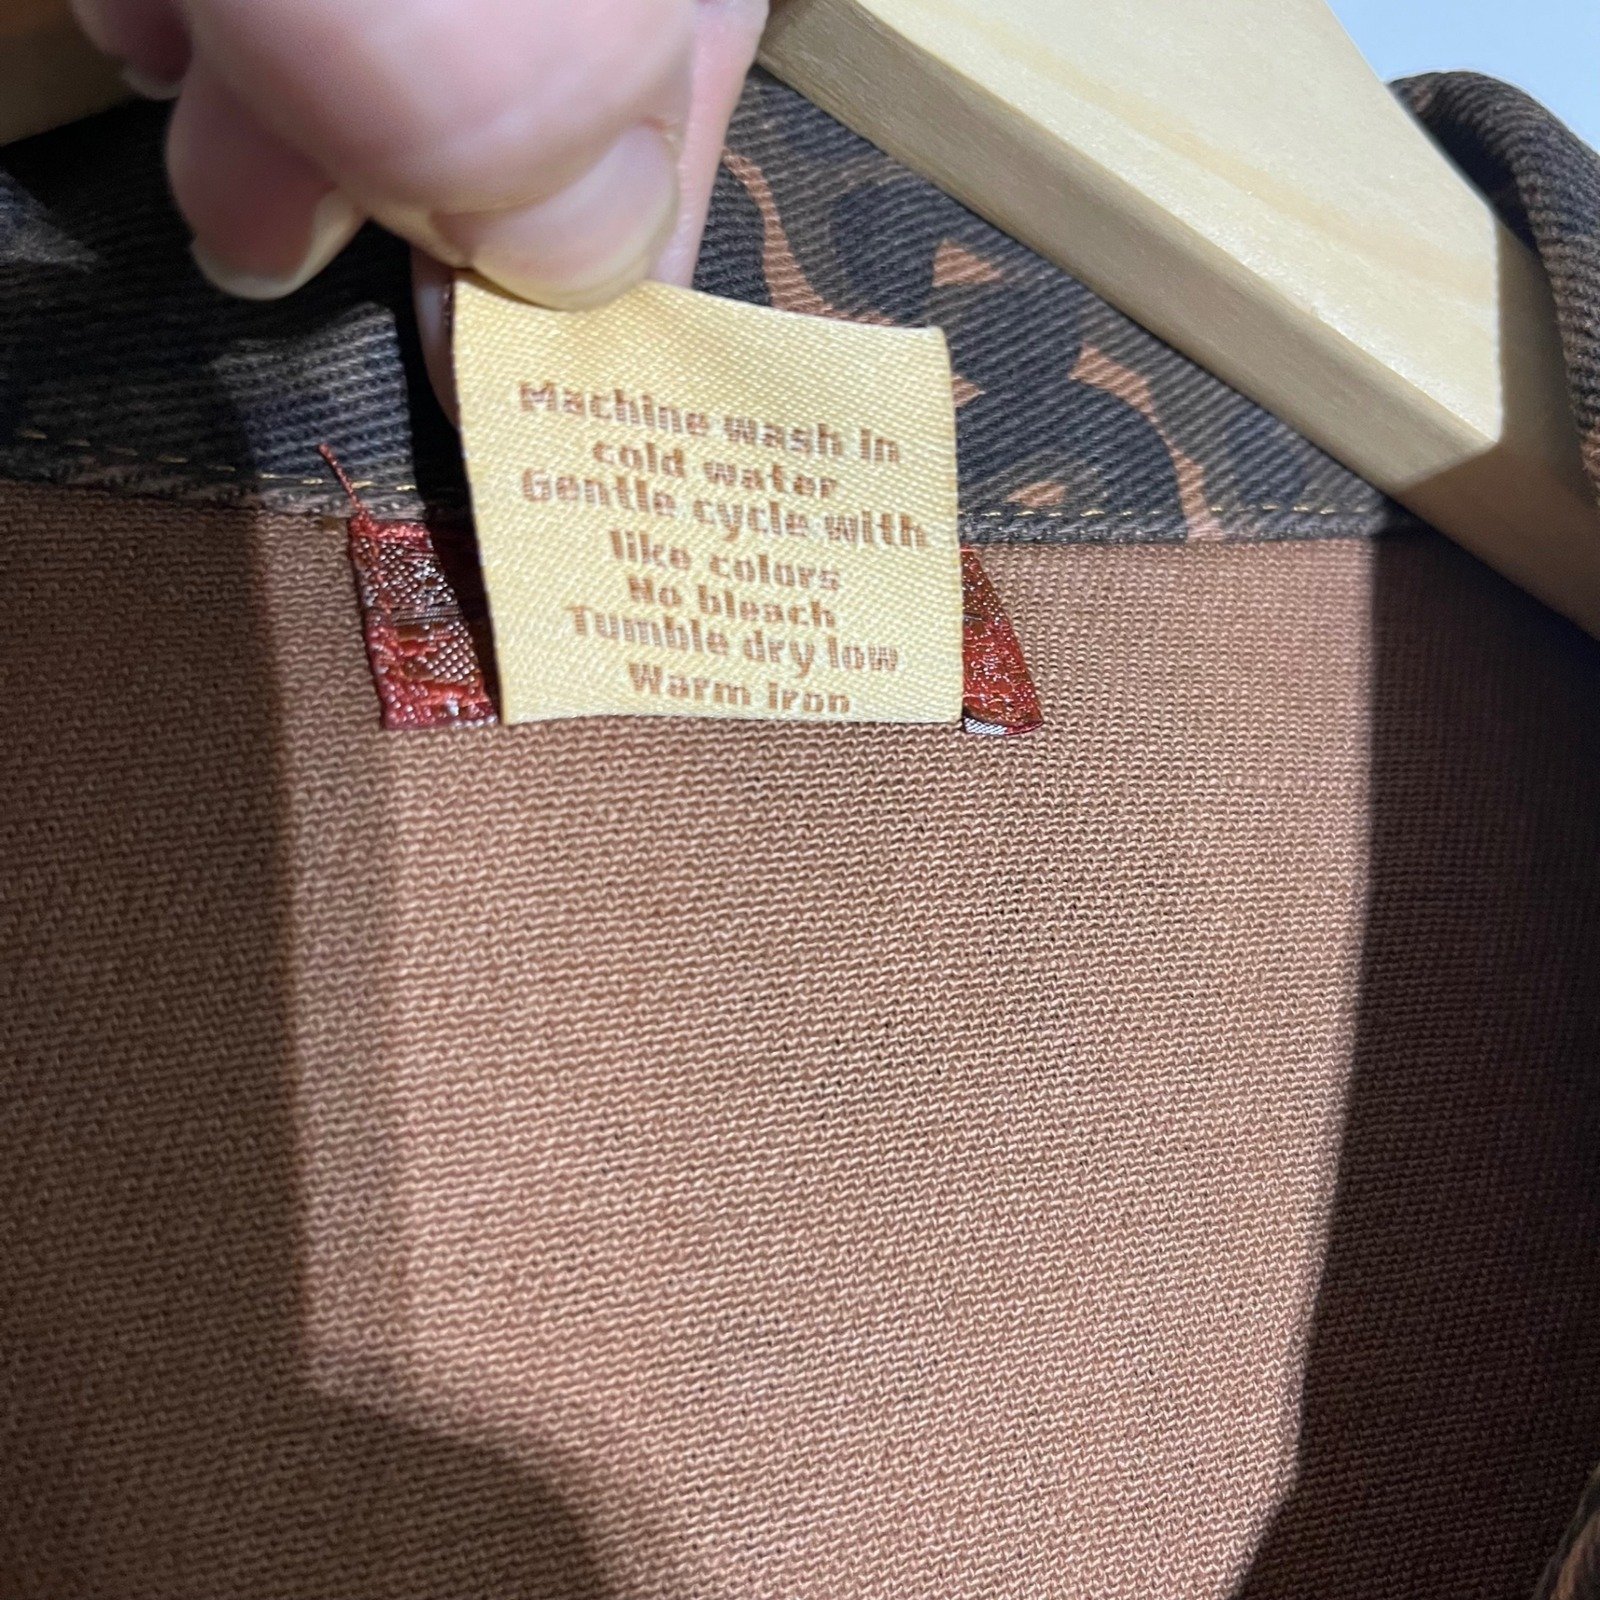 Machine wash in
cold water
Gentle cycle with
like colors
No bleach
Tumble dry low
Warm iron